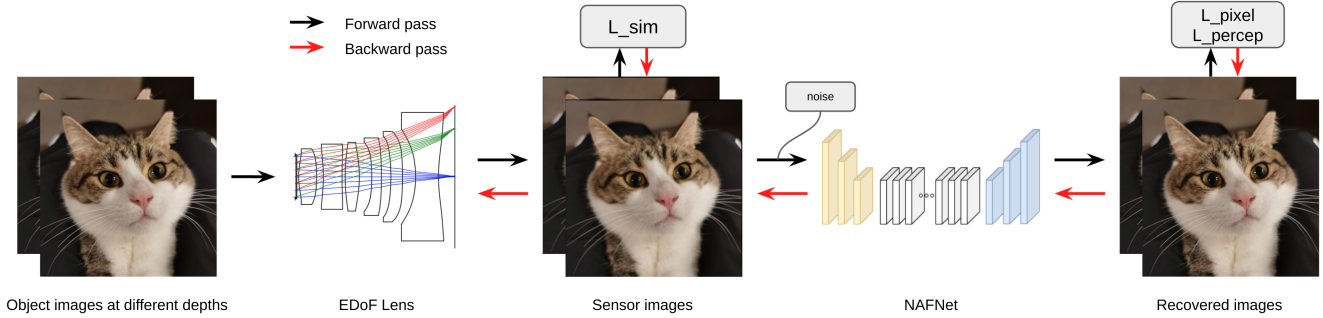 Forward pass
Backward pass
L_sim
L_pixel
L_percep
noise
Object images at different depths
EDoF Lens
Sensor images
NAFNet
Recovered images